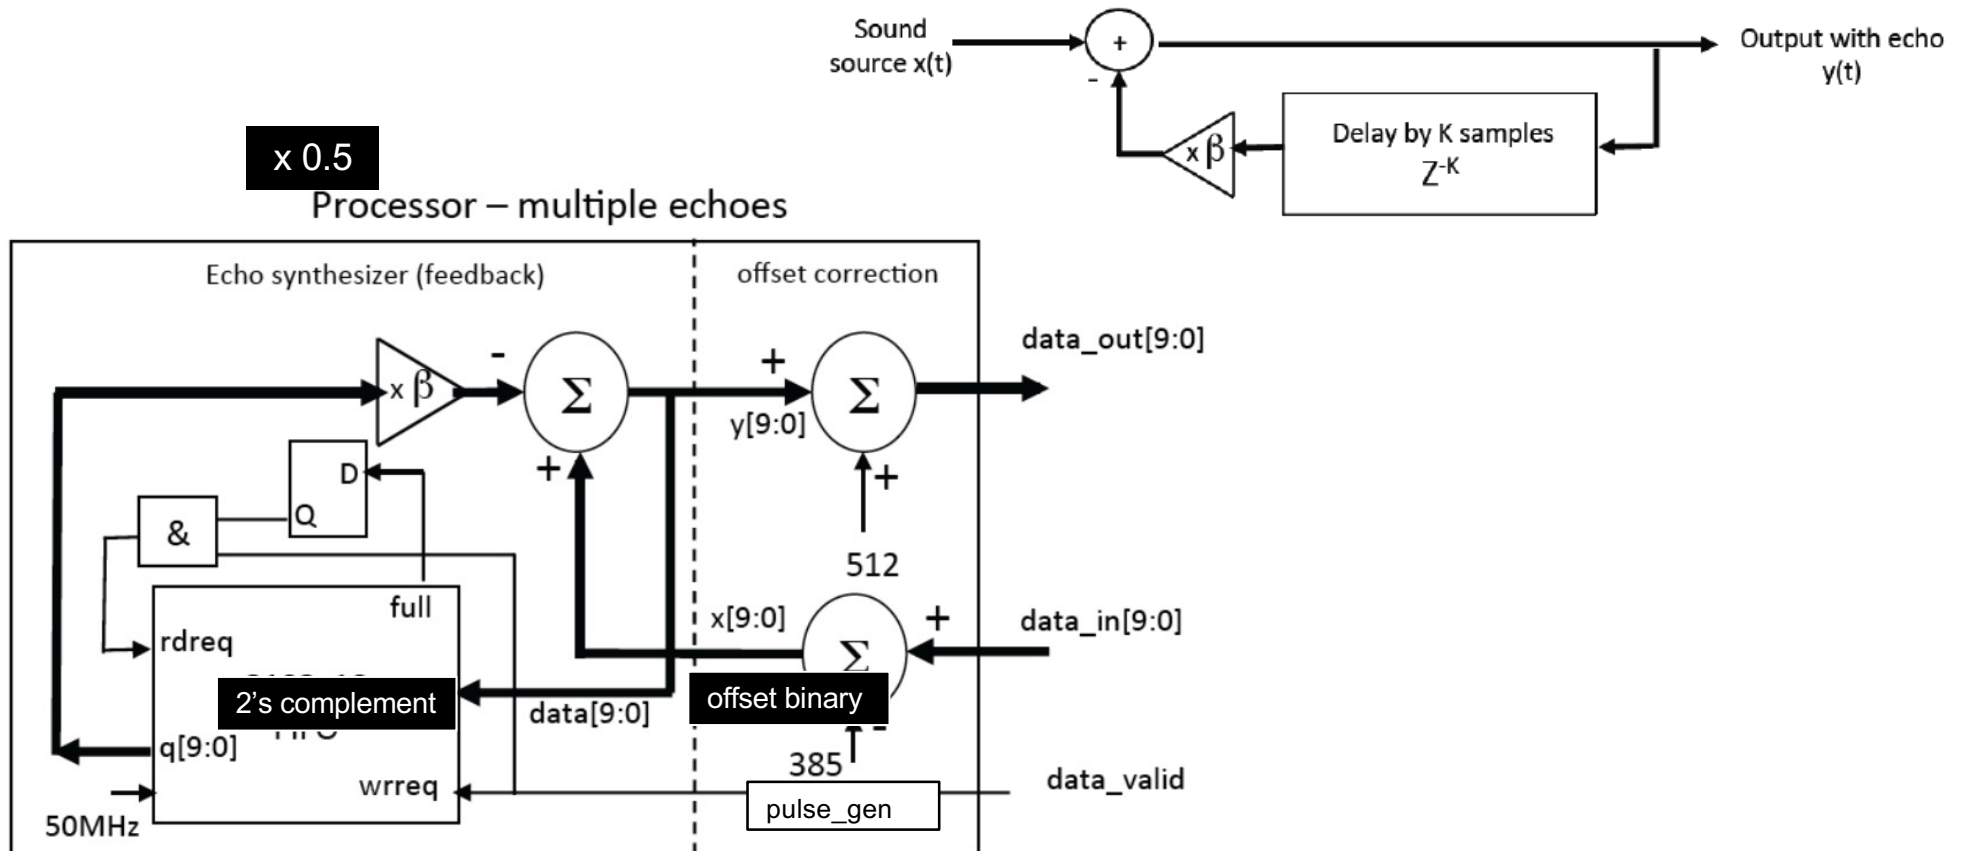 Sound
source x(t)
+
-
Output with echo
y(t)
x β
Delay by K samples
Z-K
x 0.5
Processor – multiple echoes
Echo synthesizer (feedback)
offset correction
data_out[9:0]
x β
-
Σ
+
+
Σ
y[9:0]
+
512
D
Q
&
full
rdreq
x[9:0]
+
data_in[9:0]
Σ
2's complement
offset binary
data[9:0]
-
q[9:0]
385
wrreq
pulse_gen
data_valid
50MHz